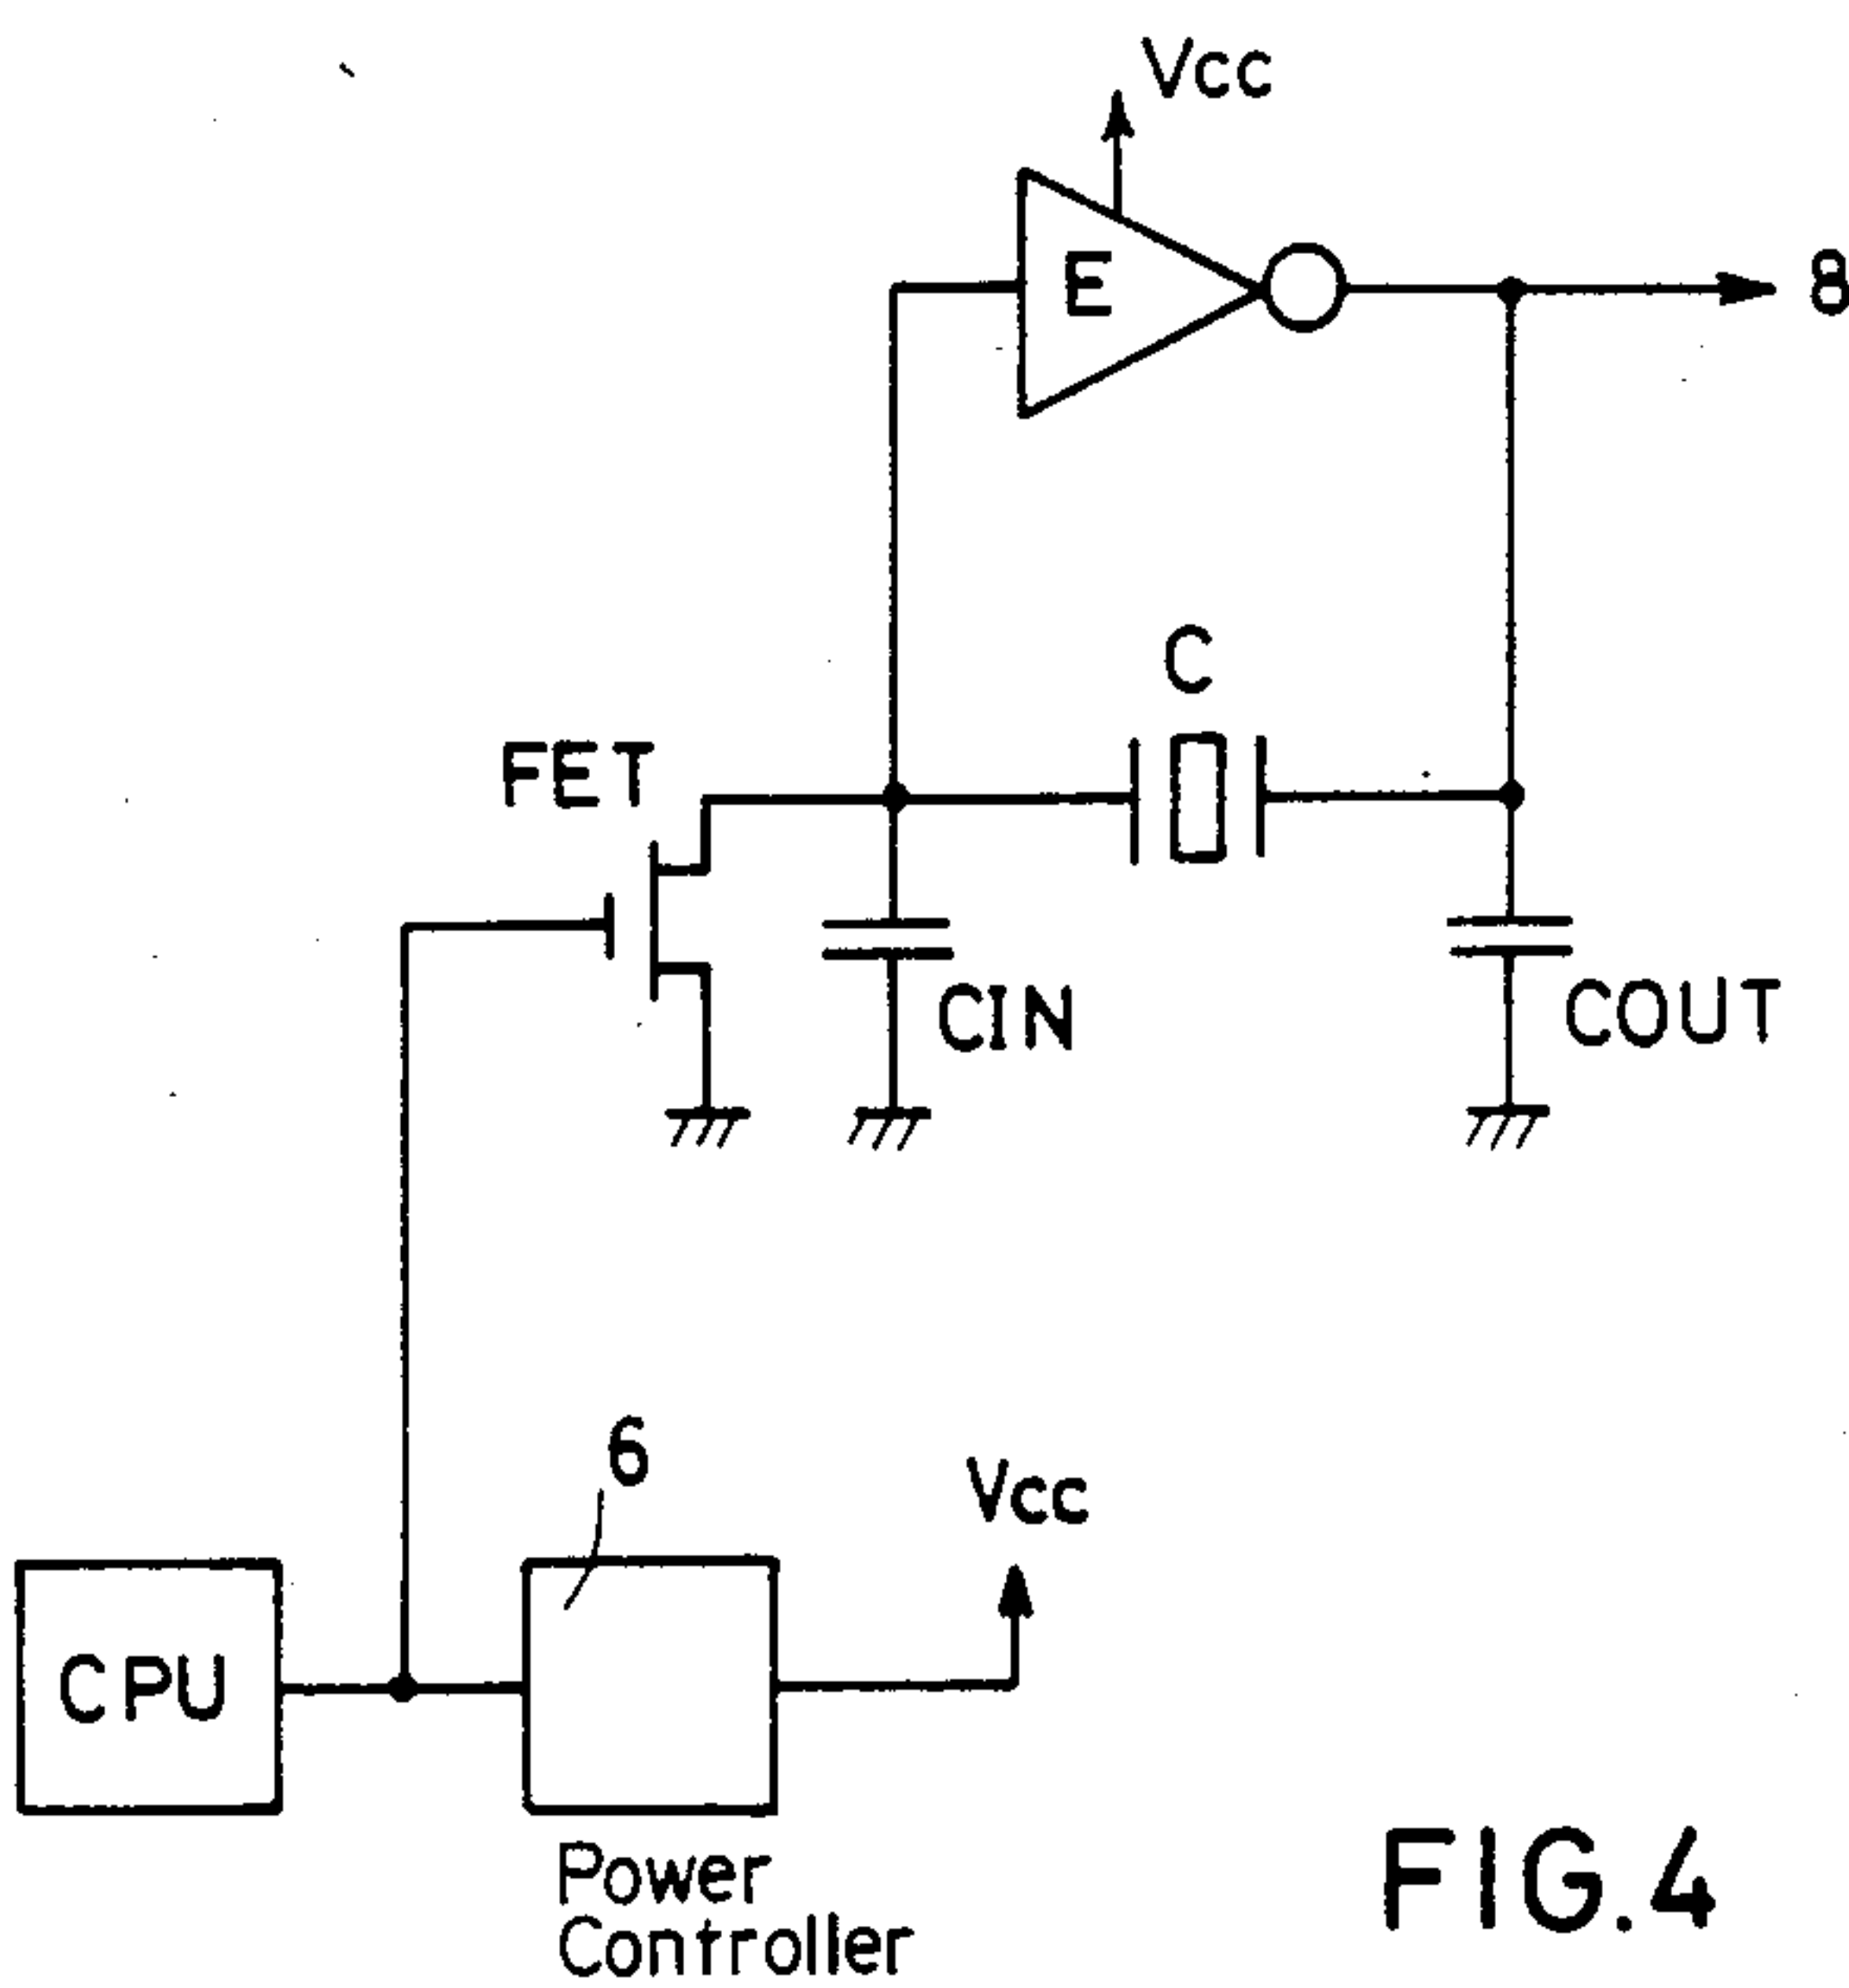 Vcc
E
8
C
FET
CIN
COUT
6
Vcc
CPU
Power
Controller
FIG.4